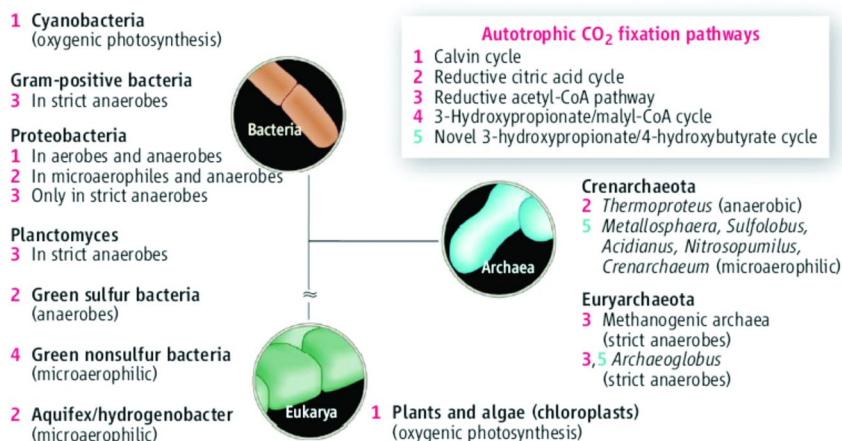 1 Cyanobacteria
(oxygenic photosynthesis)
Gram-positive bacteria
3 In strict anaerobes
Proteobacteria
1 In aerobes and anaerobes
2 In microaerophiles and anaerobes
3 Only in strict anaerobes
Planctomyces
3 In strict anaerobes
2 Green sulfur bacteria
(anaerobes)
4 Green nonsulfur bacteria
(microaerophilic)
2 Aquifex/hydrogenobacter
(microaerophilic)
Bacteria
Autotrophic CO2 fixation pathways
1 Calvin cycle
2 Reductive citric acid cycle
3 Reductive acetyl-CoA pathway
4 3-Hydroxypropionate/malyl-CoA cycle
5 Novel 3-hydroxypropionate/4-hydroxybutyrate cycle
Archaea
Crenarchaeota
2 Thermoproteus (anaerobic)
5 Metallosphaera, Sulfolobus,
Acidianus, Nitrosopumilus,
Crenarchaeum (microaerophilic)
Euryarchaeota
3 Methanogenic archaea
(strict anaerobes)
3,5 Archaeoglobus
(strict anaerobes)
≈
Eukarya
1 Plants and algae (chloroplasts)
(oxygenic photosynthesis)